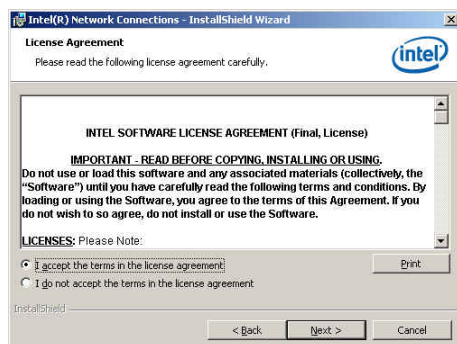 Intel(R) Network Connections - InstallShield Wizard
License Agreement
Please read the following license agreement carefully.
intel
INTEL SOFTWARE LICENSE AGREEMENT (Final, License)
IMPORTANT - READ BEFORE COPYING, INSTALLING OR USING.
Do not use or load this software and any associated materials (collectively, the
"Software") until you have carefully read the following terms and conditions. By
loading or using the Software, you agree to the terms of this Agreement. If you
do not wish to so agree, do not install or use the Software.
LICENSES: Please Note:
I accept the terms in the license agreement
Print
I do not accept the terms in the license agreement
InstallShield
< Back
Next >
Cancel